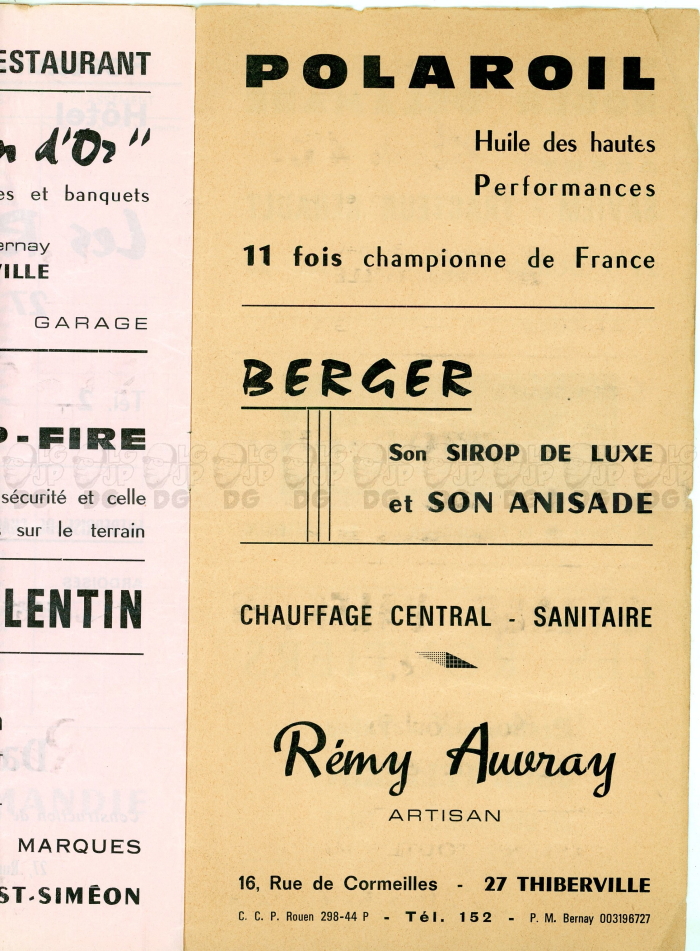 ESTAURANT
d'Or"
es et banquets
ernay
VILLE
GARAGE
P-FIRE
sécurité et celle
sur le terrain
LENTIN
MARQUES
ST-SIMÉON
POLAROIL
Huile des hautes
Performances
11 fois championne de France
BERGER
Son SIROP DE LUXE
et SON ANISADE
CHAUFFAGE CENTRAL - SANITAIRE
Rémy Auvray
ARTISAN
16, Rue de Cormeilles - 27 THIBERVILLE
C. C. P. Rouen 298-44 P - Tél. 152 - P. M. Bernay 003196727